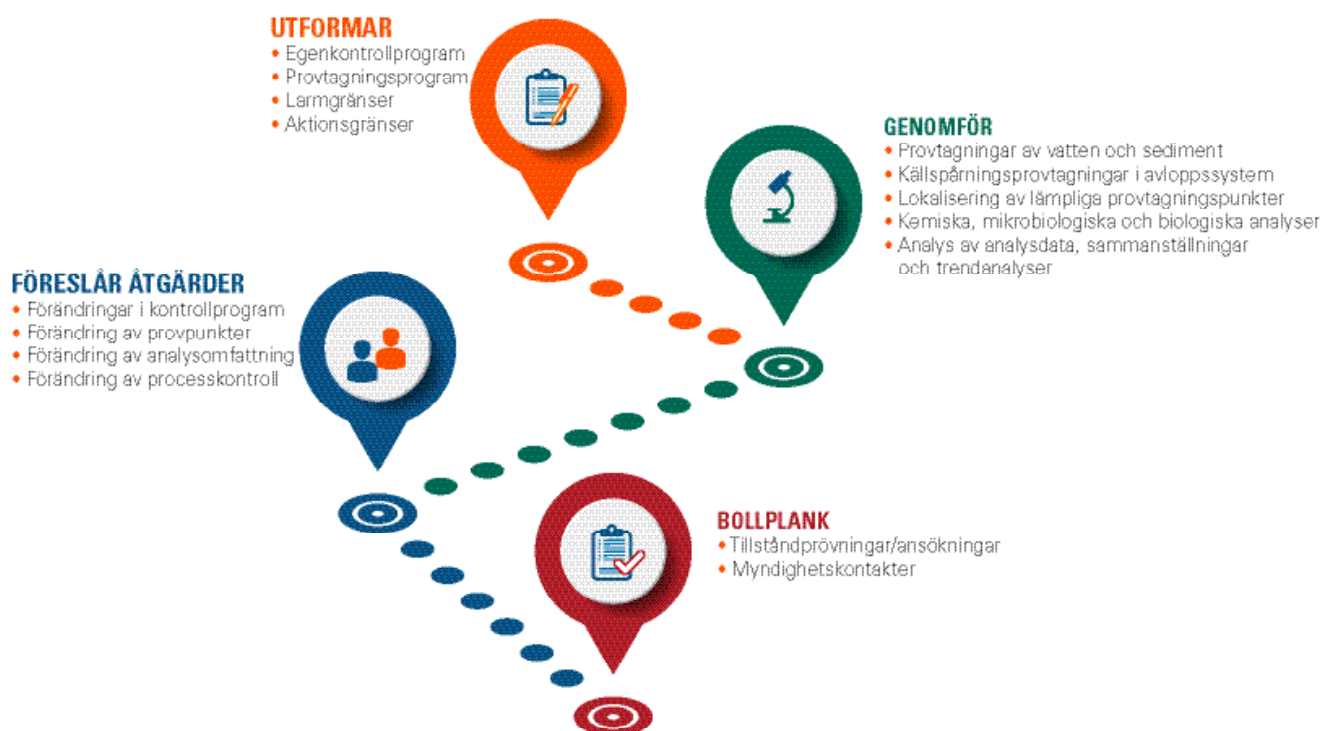 UTFORMAR
• Egenkontrollprogram
• Provtagningsprogram
• Larmgränser
• Aktionsgränser
GENOMFÖR
• Provtagningar av vatten och sediment
• Källspårningsprovtagningar i avloppssystem
• Lokalisering av lämpliga provtagningspunkter
• Kemiska, mikrobiologiska och biologiska analyser
• Analys av analysdata, sammanställningar
och trendanalyser
FÖRESLÅR ÅTGÄRDER
• Förändringar i kontrollprogram
• Förändring av provpunkter
• Förändring av analysomfattning
• Förändring av processkontroll
BOLLPLANK
• Tillståndprövningar/ansökningar
• Myndighetskontakter